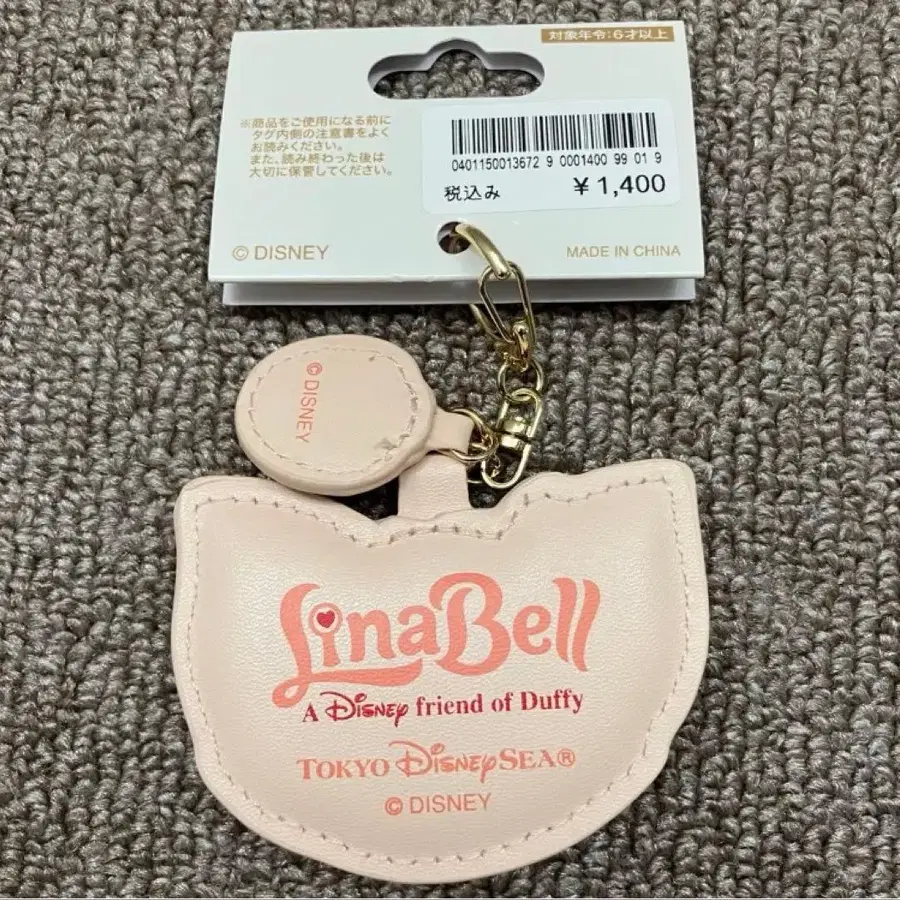 対象年令:6才以上
※商品をご使用になる前に
タグ内側の注意書をよく
お読みください。
また、読み終わった後は
大切に保管してください。
0401150013672 9 0001400 99 01 9
税込み ¥1,400
© DISNEY
MADE IN CHINA
© DISNEY
LinaBell
A Disney friend of Duffy
TOKYO DISNEYSEA®
© DISNEY